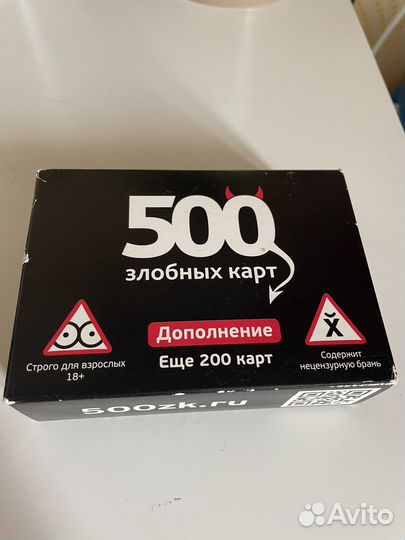 500
злобных карт
Дополнение
Еще 200 карт
Строго для взрослых
18+
Х̆
Содержит
нецензурную брань
500zk.ru
Avito